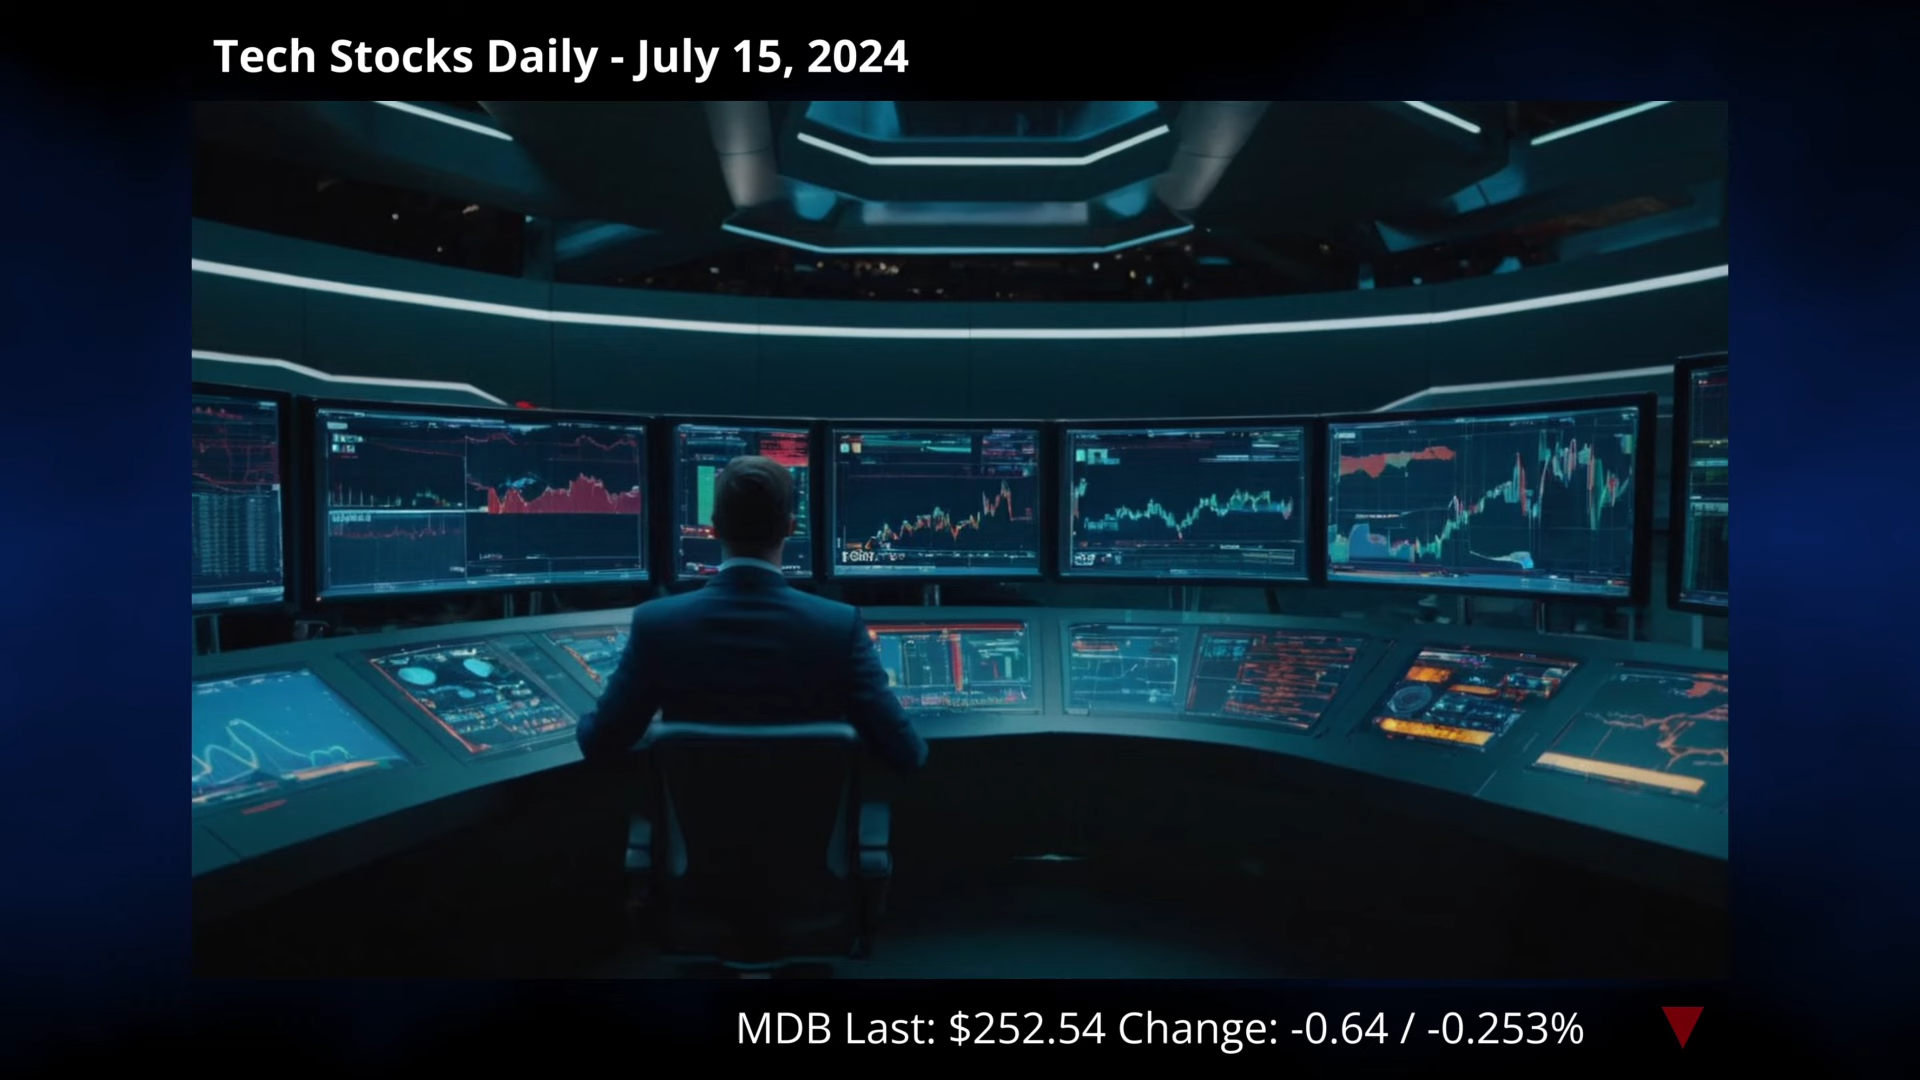 Tech Stocks Daily - July 15, 2024
MDB Last: $252.54 Change: -0.64 / -0.253%